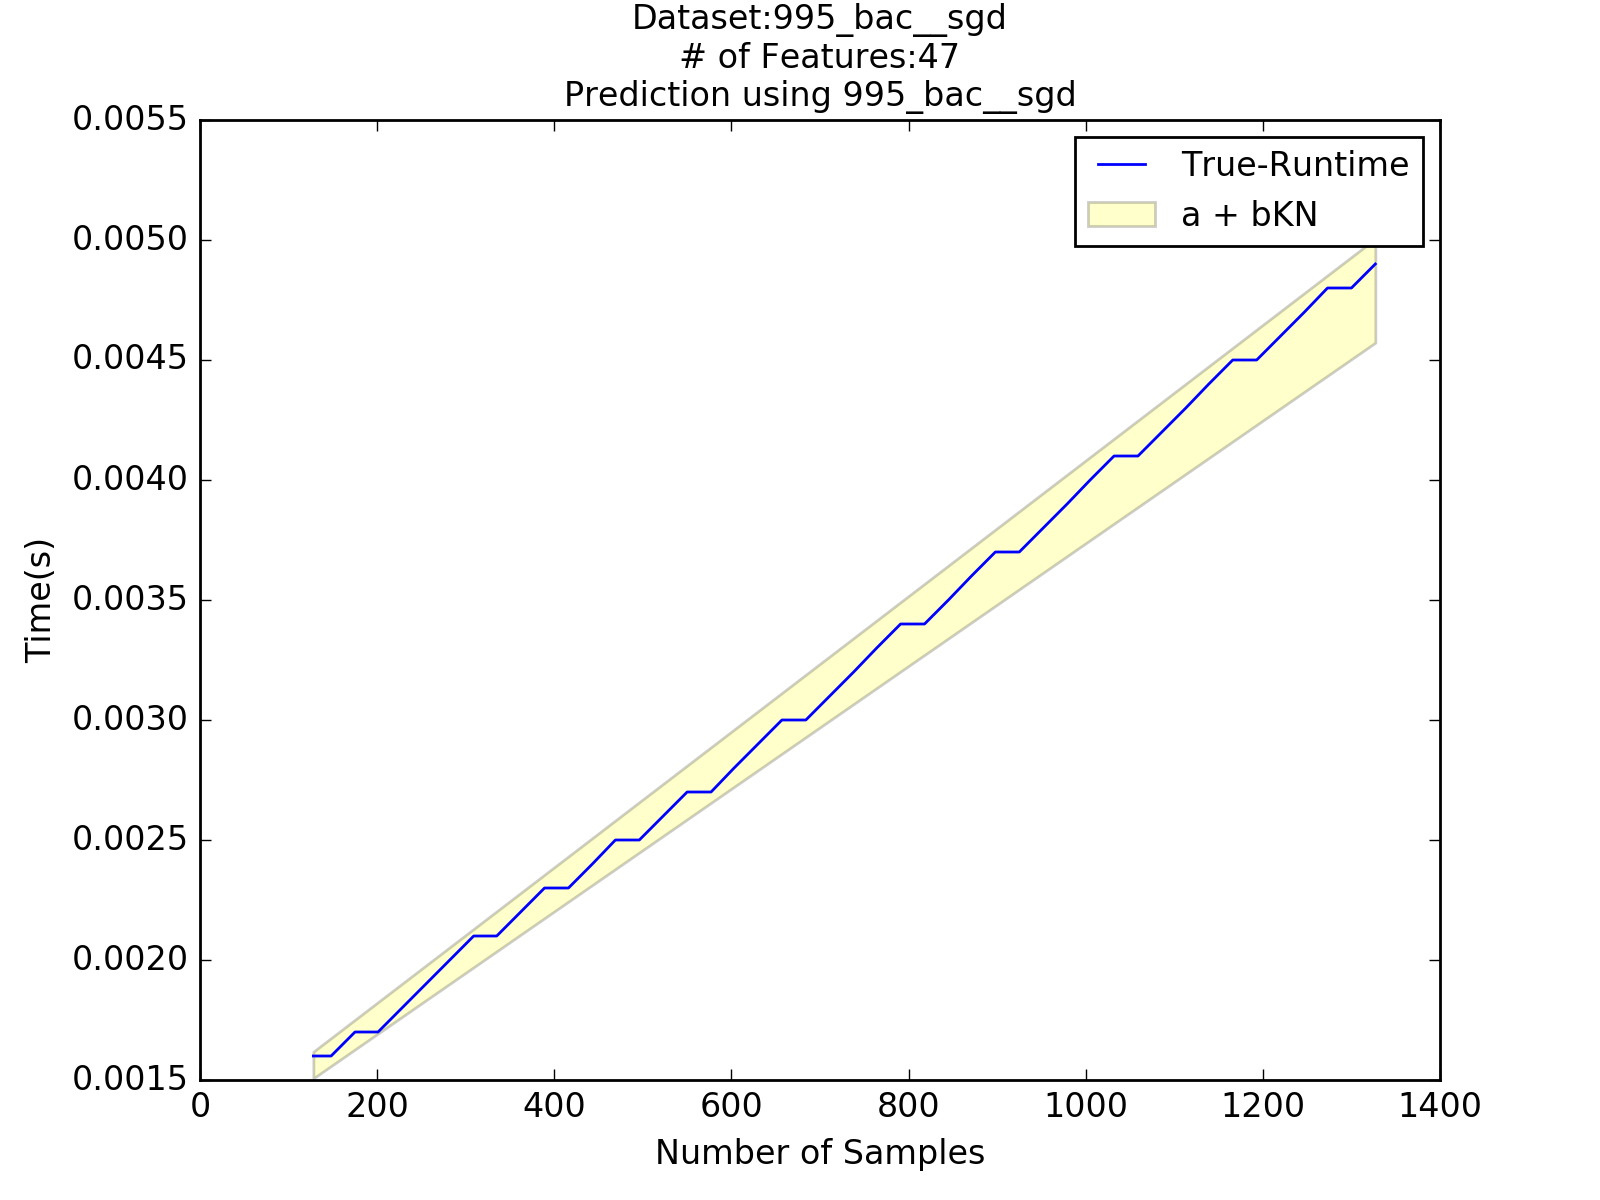 Dataset:995_bac__sgd
# of Features:47
Prediction using 995_bac__sgd
True-Runtime
a + bKN
0.0055
0.0050
0.0045
0.0040
0.0035
0.0030
0.0025
0.0020
0.0015
Time(s)
0 200 400 600 800 1000 1200 1400
Number of Samples